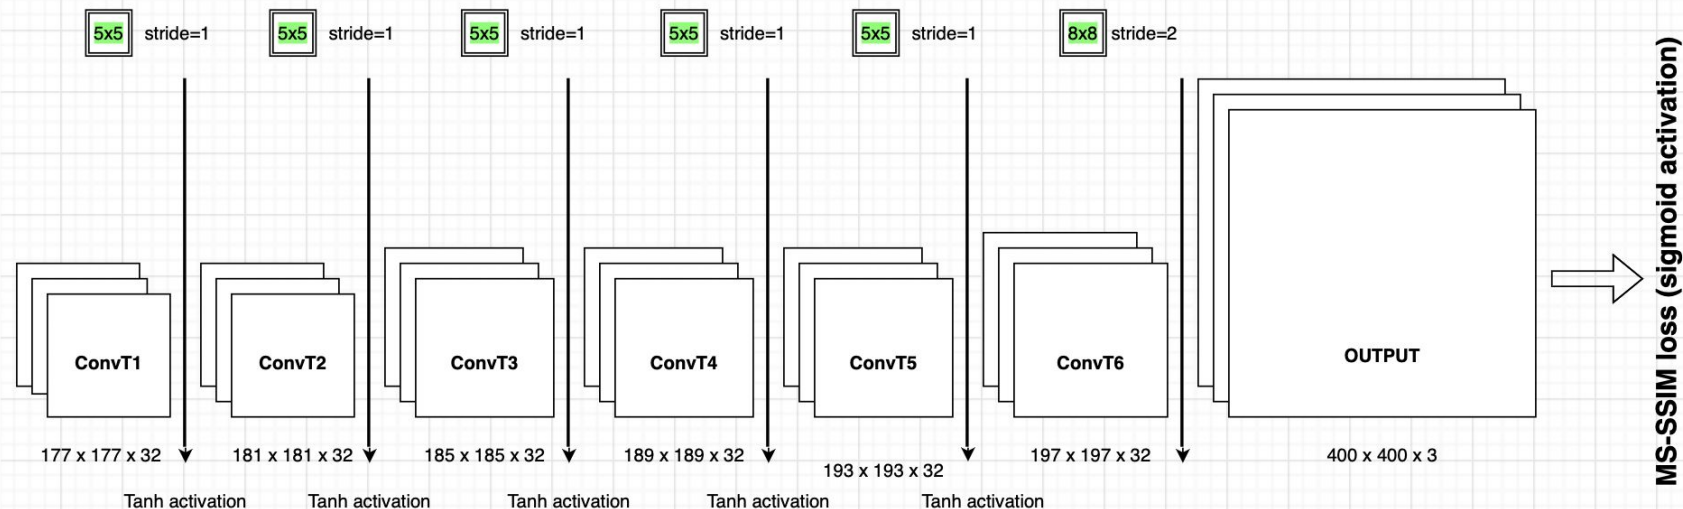 5x5 stride=1 5x5 stride=1 5x5 stride=1 5x5 stride=1 5x5 stride=1 8x8 stride=2
ConvT1 ConvT2 ConvT3 ConvT4 ConvT5 ConvT6 OUTPUT
177 x 177 x 32 181 x 181 x 32 185 x 185 x 32 189 x 189 x 32 193 x 193 x 32 197 x 197 x 32 400 x 400 x 3
Tanh activation Tanh activation Tanh activation Tanh activation Tanh activation
MS-SSIM loss (sigmoid activation)